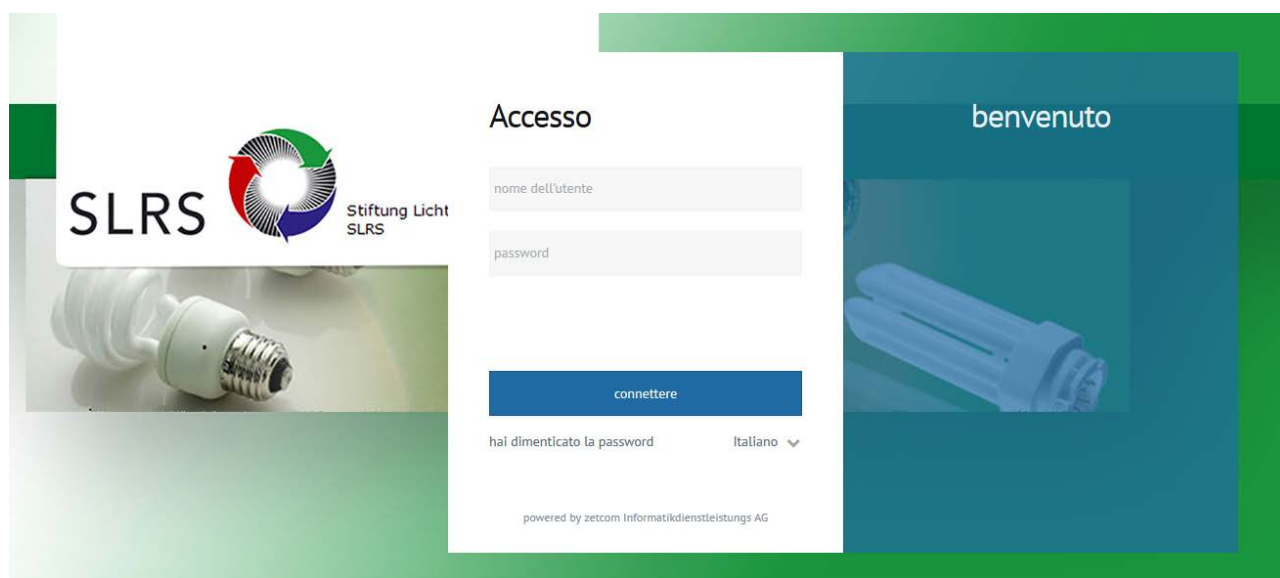 SLRS
Stiftung Licht
SLRS
Accesso
nome dell'utente
password
connettere
hai dimenticato la password
Italiano
powered by zetcom Informatikdienstleistungs AG
benvenuto